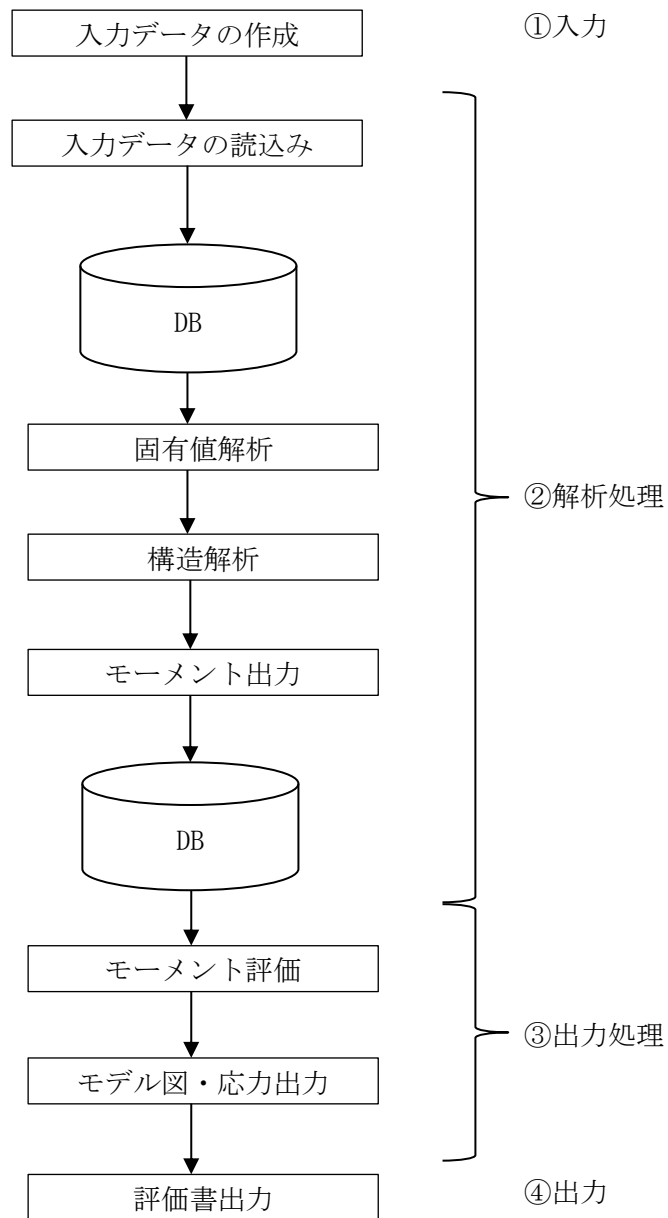 入力データの作成
①入力
入力データの読込み
DB
固有値解析
②解析処理
構造解析
モーメント出力
DB
モーメント評価
③出力処理
モデル図・応力出力
評価書出力
④出力